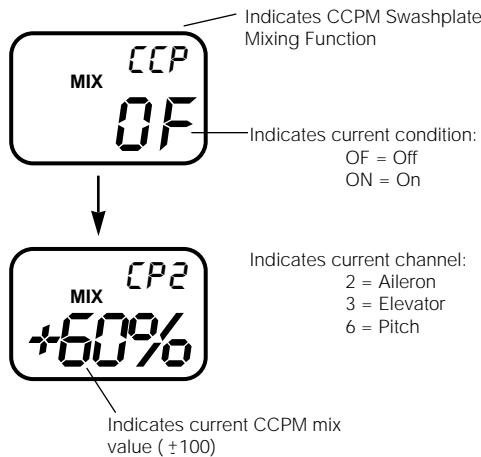 Indicates CCPM Swashplate
Mixing Function
CCP
MIX
OF
Indicates current condition:
OF = Off
ON = On
Indicates current channel:
2 = Aileron
3 = Elevator
6 = Pitch
CP2
MIX
+60%
Indicates current CCPM mix
value ( ±100)